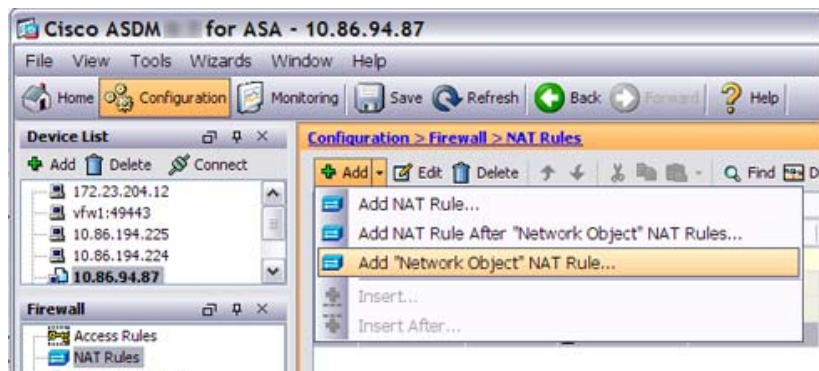 Cisco ASDM for ASA - 10.86.94.87
File View Tools Wizards Window Help
Home Configuration Monitoring Save Refresh Back Forward Help
Device List
Add Delete Connect
172.23.204.12
vfw1:49443
10.86.194.225
10.86.194.224
10.86.94.87
Firewall
Access Rules
NAT Rules
Configuration > Firewall > NAT Rules
Add Edit Delete Find D
Add NAT Rule...
Add NAT Rule After "Network Object" NAT Rules...
Add "Network Object" NAT Rule...
Insert...
Insert After...